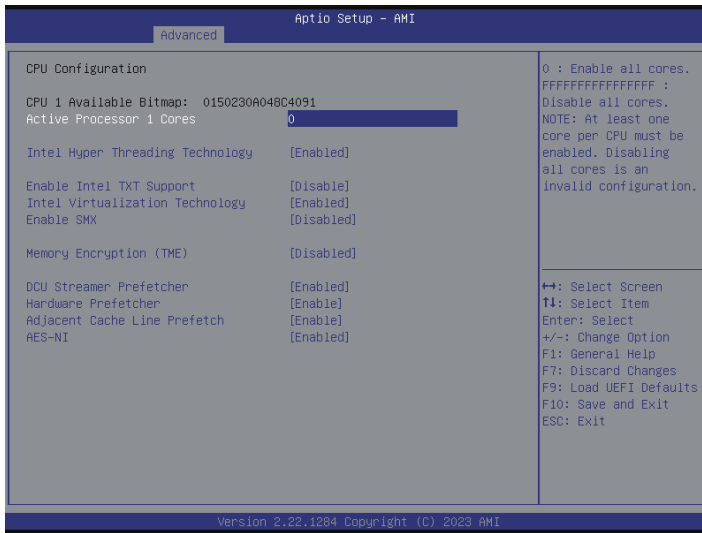 Aptio Setup – AMI
Advanced
CPU Configuration
CPU 1 Available Bitmap: 0150230A048C4091
Active Processor 1 Cores 0
Intel Hyper Threading Technology [Enabled]
Enable Intel TXT Support [Disable]
Intel Virtualization Technology [Enabled]
Enable SMX [Disabled]
Memory Encryption (TME) [Disabled]
DCU Streamer Prefetcher [Enabled]
Hardware Prefetcher [Enable]
Adjacent Cache Line Prefetch [Enable]
AES-NI [Enabled]
0 : Enable all cores.
FFFFFFFFFFFFFFFF :
Disable all cores.
NOTE: At least one
core per CPU must be
enabled. Disabling
all cores is an
invalid configuration.
↔: Select Screen
↑↓: Select Item
Enter: Select
+/-: Change Option
F1: General Help
F7: Discard Changes
F9: Load UEFI Defaults
F10: Save and Exit
ESC: Exit
Version 2.22.1284 Copyright (C) 2023 AMI